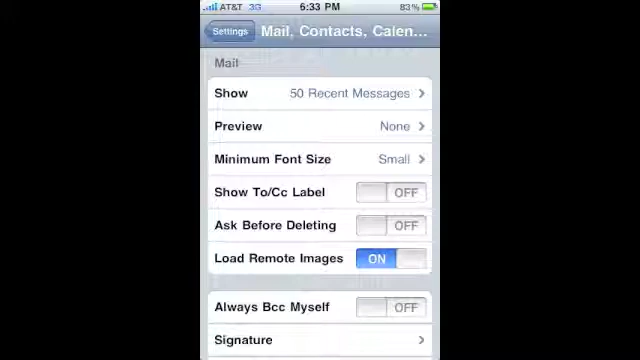 AT&T 3G 6:33 PM 83%
Settings Mail, Contacts, Calen...
Mail
Show 50 Recent Messages
Preview None
Minimum Font Size Small
Show To/Cc Label OFF
Ask Before Deleting OFF
Load Remote Images ON
Always Bcc Myself OFF
Signature